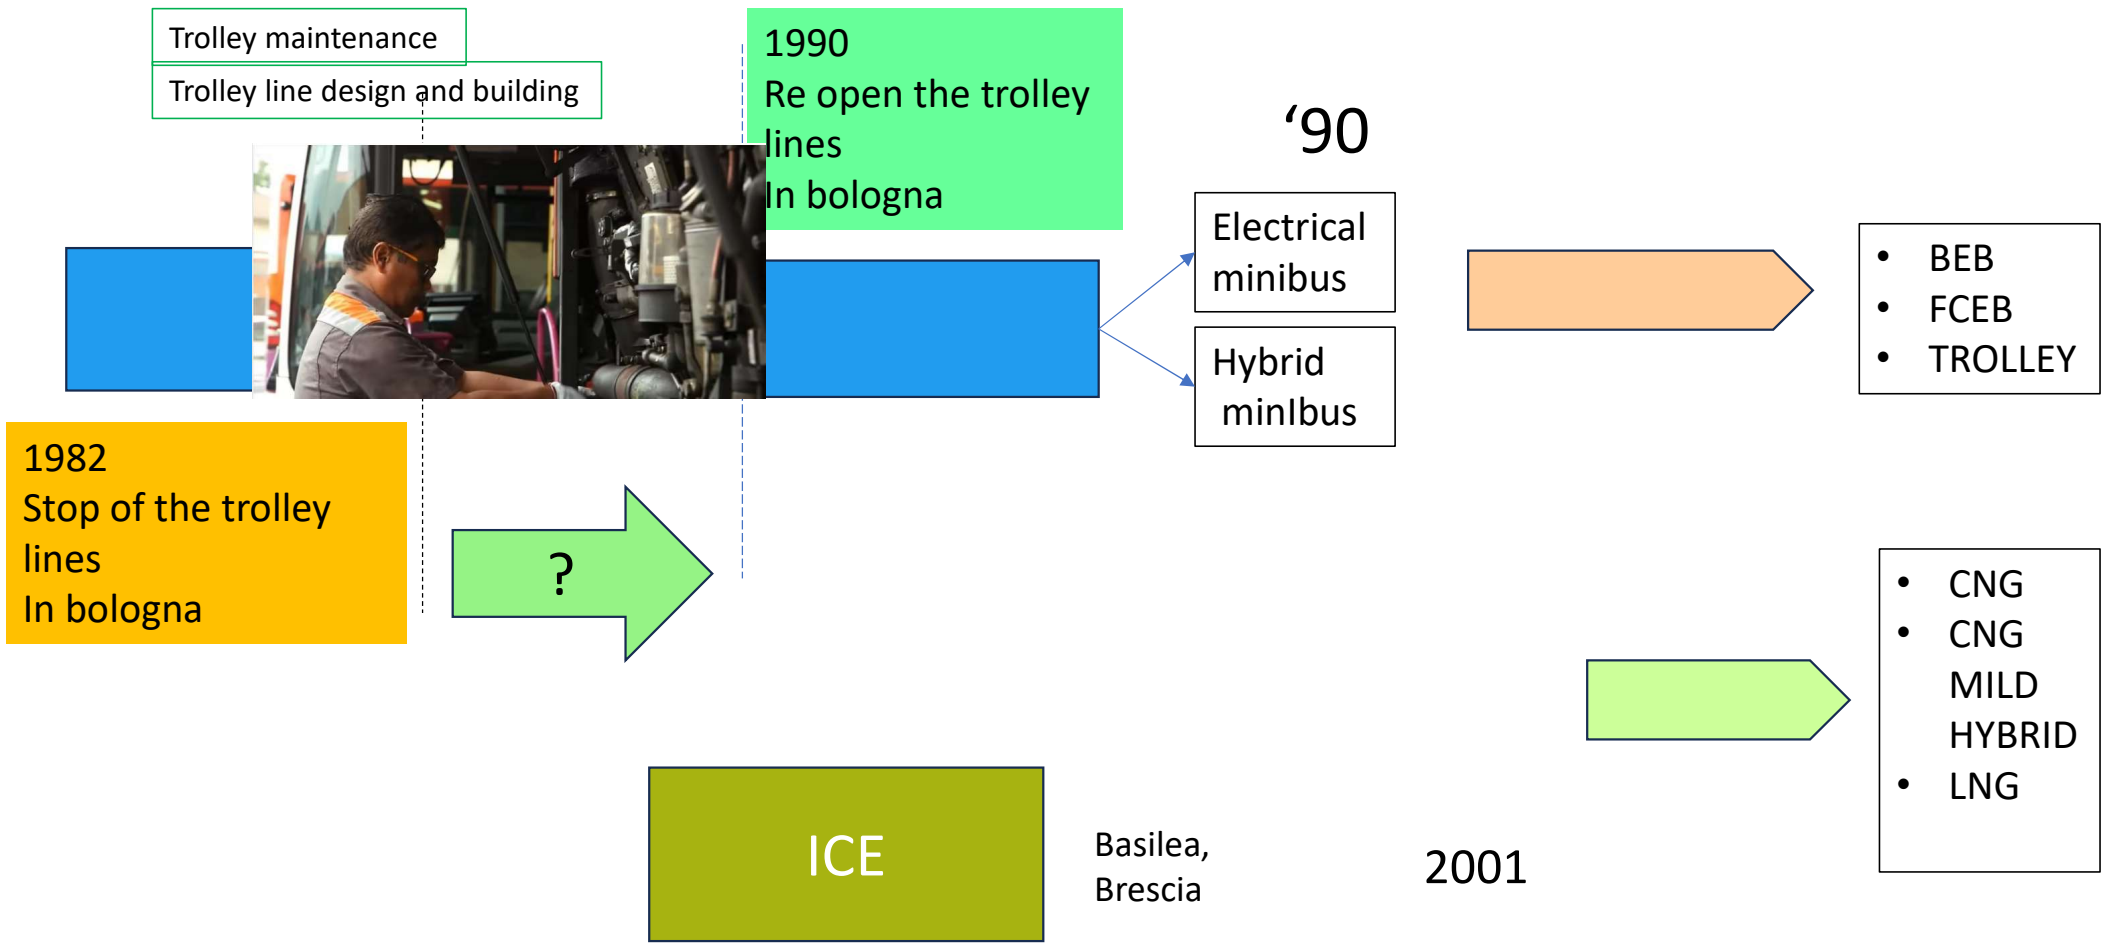 Trolley maintenance
Trolley line design and building
1990
Re open the trolley
lines
In bologna
‘90
Electrical
minibus
Hybrid
minIbus
• BEB
• FCEB
• TROLLEY
1982
Stop of the trolley
lines
In bologna
?
• CNG
• CNG
MILD
HYBRID
• LNG
ICE
Basilea,
Brescia
2001